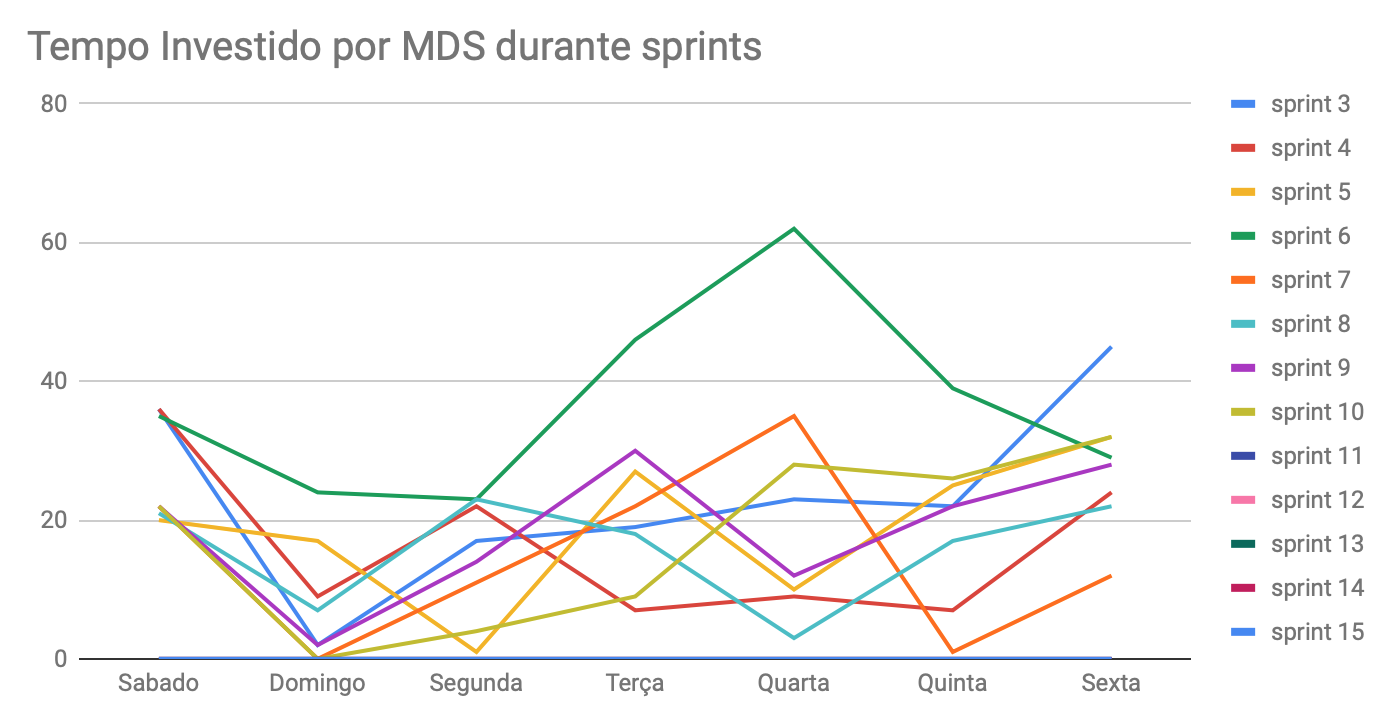 Tempo Investido por MDS durante sprints
80
60
40
20
0
Sabado Domingo Segunda Terça Quarta Quinta Sexta
sprint 3
sprint 4
sprint 5
sprint 6
sprint 7
sprint 8
sprint 9
sprint 10
sprint 11
sprint 12
sprint 13
sprint 14
sprint 15